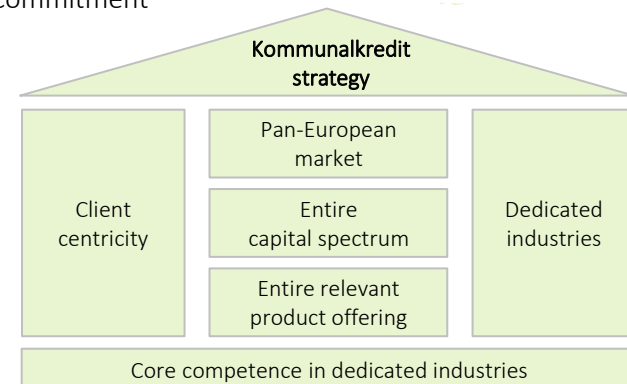 commitment
Kommunalkredit
strategy
Client
centricity
Pan-European
market
Entire
capital spectrum
Entire relevant
product offering
Dedicated
industries
Core competence in dedicated industries